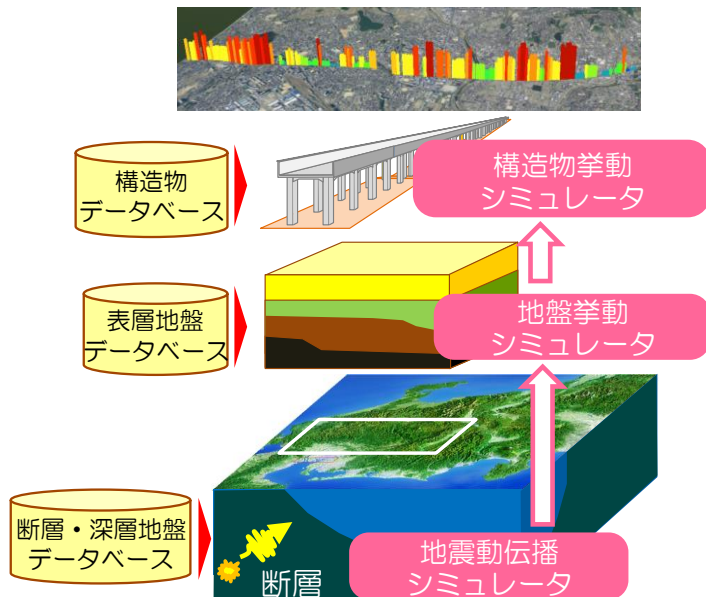 構造物
データベース
構造物挙動
シミュレータ
表層地盤
データベース
地盤挙動
シミュレータ
断層・深層地盤
データベース
断層
地震動伝播
シミュレータ